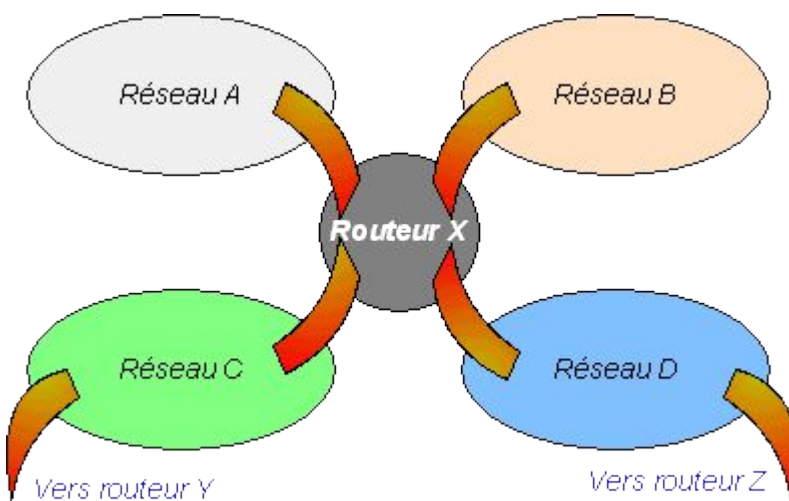 Réseau A
Réseau B
Routeur X
Réseau C
Réseau D
Vers routeur Y
Vers routeur Z